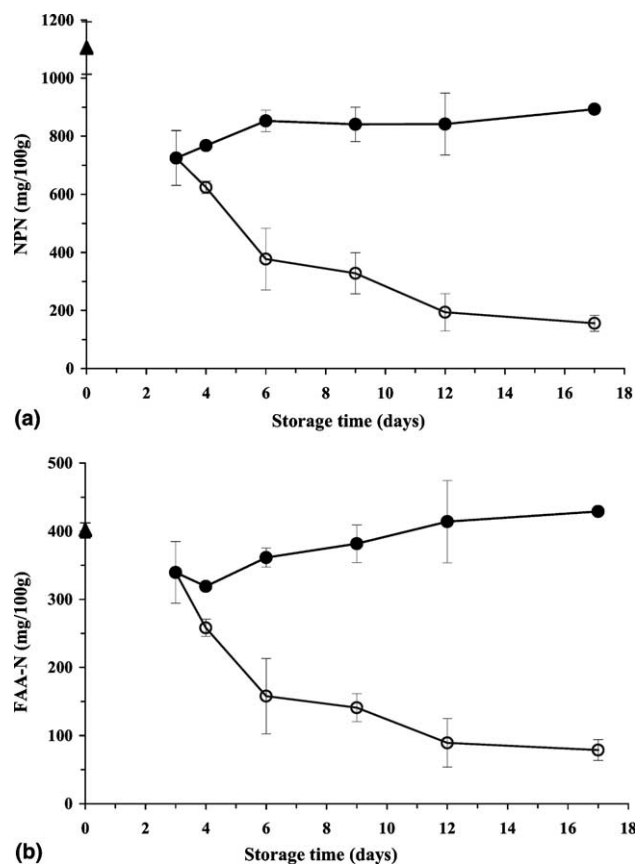 1200
1000
800
600
400
200
0
NPN (mg/100g)
0 2 4 6 8 10 12 14 16 18
(a)
Storage time (days)
500
400
300
200
100
0
FAA-N (mg/100g)
0 2 4 6 8 10 12 14 16 18
(b)
Storage time (days)